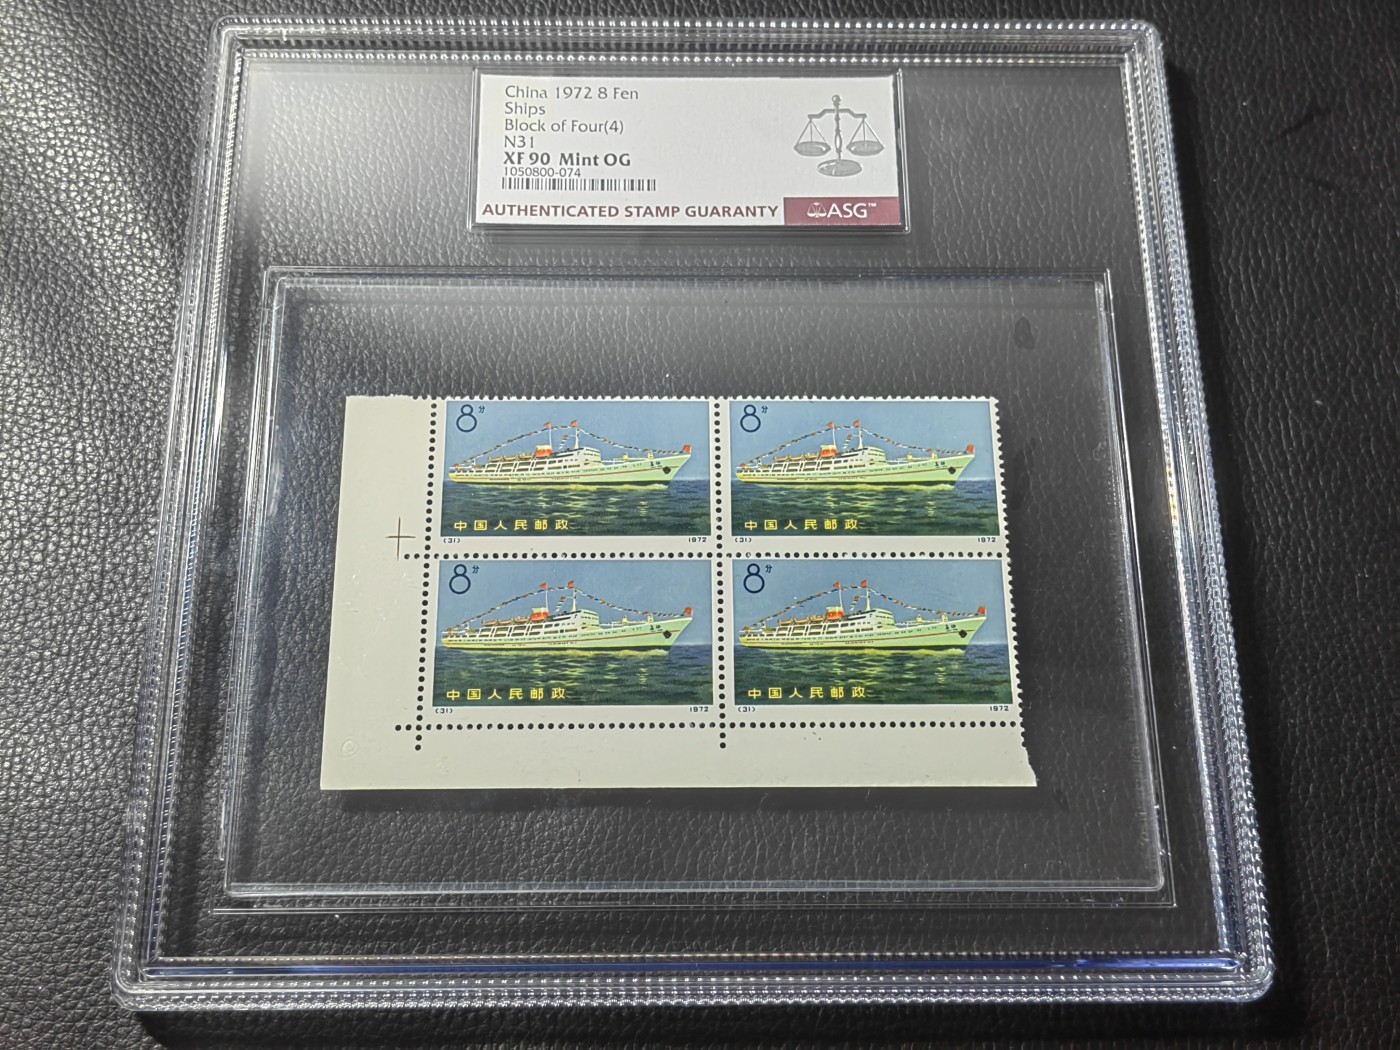 China 1972 8 Fen
Ships
Block of Four(4)
N31
XF 90 Mint OG
1050800-074
AUTHENTICATED STAMP GUARANTY
ASG™
8分
8分
中国人民邮政
中国人民邮政
(31) 1972
(31) 1972
8分
8分
中国人民邮政
中国人民邮政
(31) 1972
(31) 1972